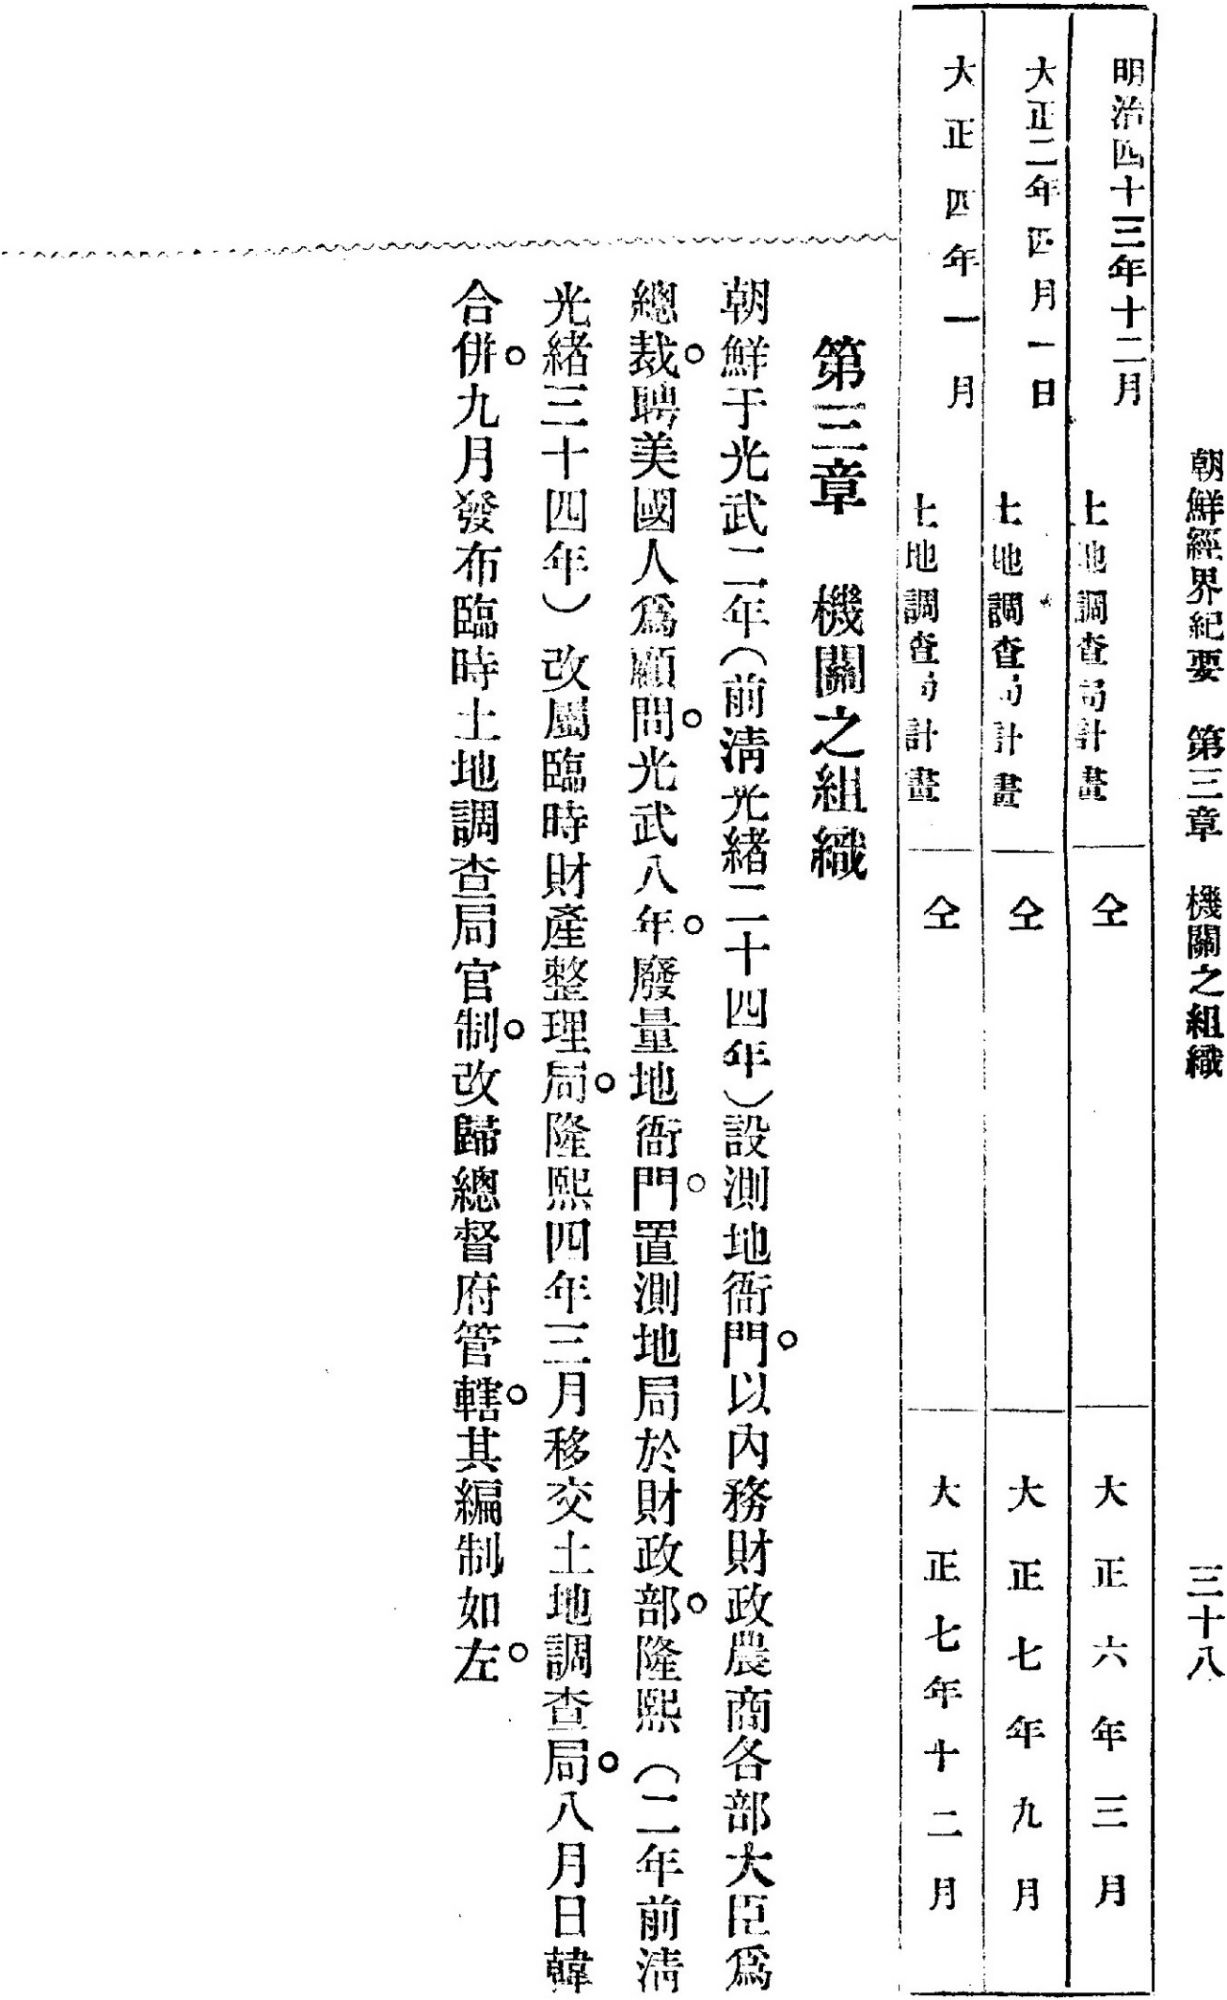 朝鮮經界紀要　第三章　機關之組織　三十八
明治四十三年十二月　土地調查局計畫　仝　大正六年三月
大正二年四月一日　土地調查局計畫　仝　大正七年九月
大正四年一月　土地調查局計畫　仝　大正七年十二月
第三章　機關之組織
朝鮮于光武二年（前淸光緒二十四年）設測地衙門。以內務財政農商各部大臣爲
總裁。聘美國人爲顧問。光武八年。廢量地衙門。置測地局於財政部。隆熙（二年前淸
光緒三十四年）改屬臨時財產整理局。隆熙四年三月移交土地調查局。八月日韓
合併。九月發布臨時土地調查局官制。改歸總督府管轄。其編制如左。